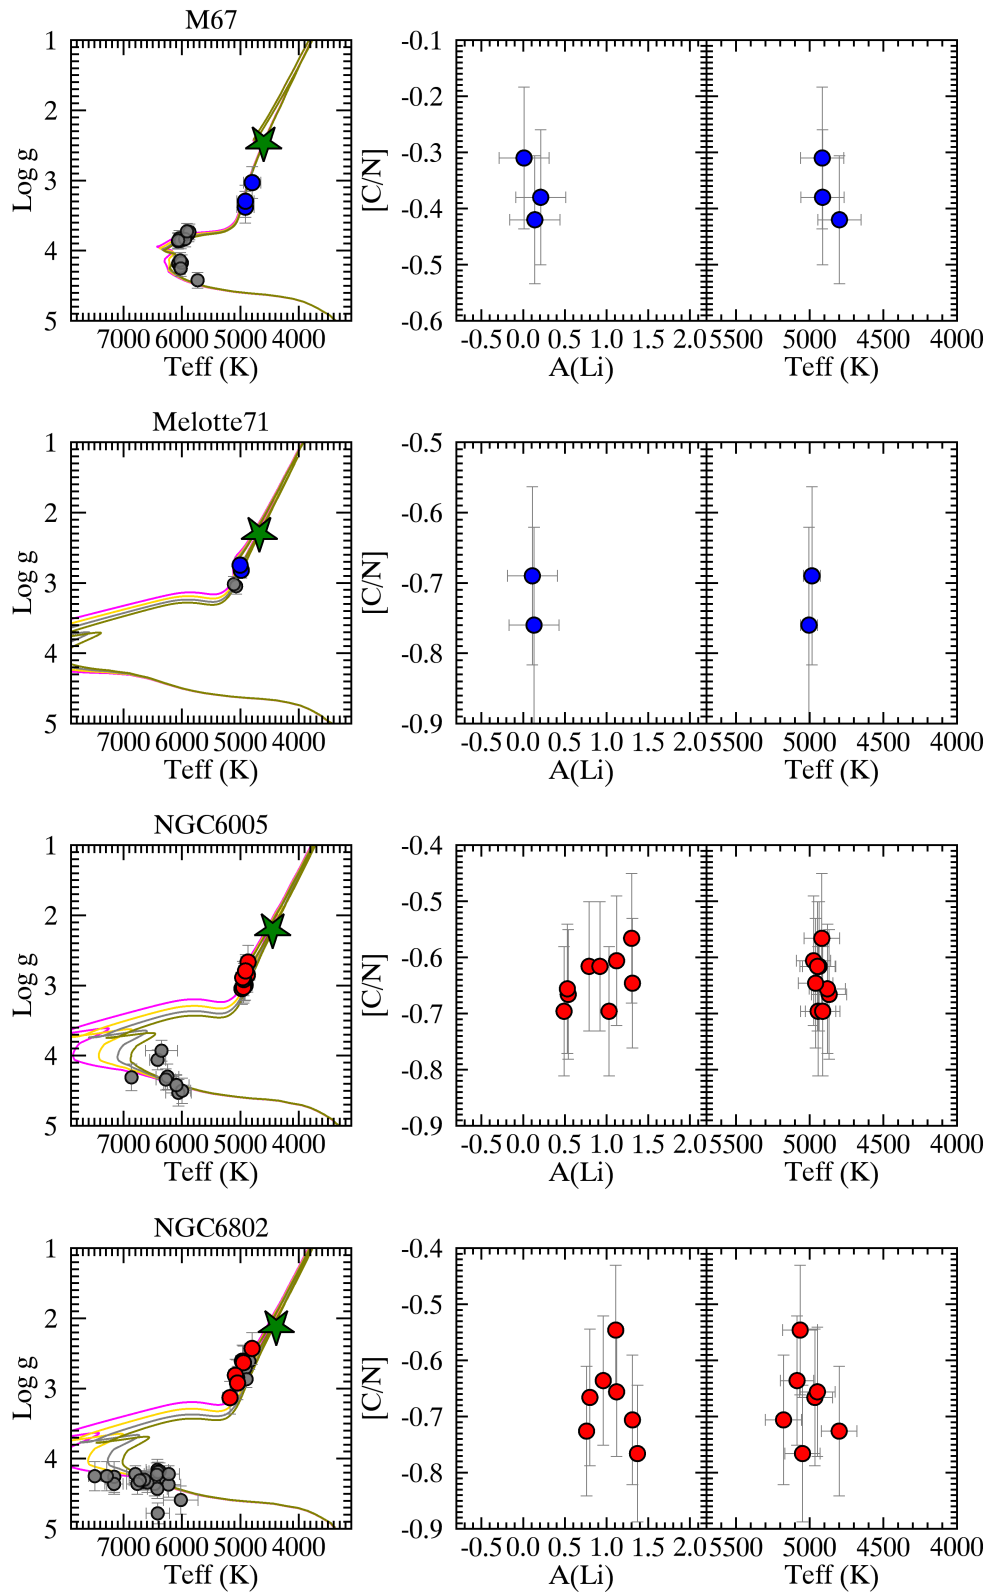 M67
1
2
3
4
5
Log g
7000 6000 5000 4000
Teff (K)
-0.1
-0.2
-0.3
-0.4
-0.5
-0.6
[C/N]
-0.5 0.0 0.5 1.0 1.5 2.0
A(Li)
5500 5000 4500 4000
Teff (K)
Melotte71
1
2
3
4
5
Log g
7000 6000 5000 4000
Teff (K)
-0.5
-0.6
-0.7
-0.8
-0.9
[C/N]
-0.5 0.0 0.5 1.0 1.5 2.0
A(Li)
5500 5000 4500 4000
Teff (K)
NGC6005
1
2
3
4
5
Log g
7000 6000 5000 4000
Teff (K)
-0.4
-0.5
-0.6
-0.7
-0.8
-0.9
[C/N]
-0.5 0.0 0.5 1.0 1.5 2.0
A(Li)
5500 5000 4500 4000
Teff (K)
NGC6802
1
2
3
4
5
Log g
7000 6000 5000 4000
Teff (K)
-0.4
-0.5
-0.6
-0.7
-0.8
-0.9
[C/N]
-0.5 0.0 0.5 1.0 1.5 2.0
A(Li)
5500 5000 4500 4000
Teff (K)